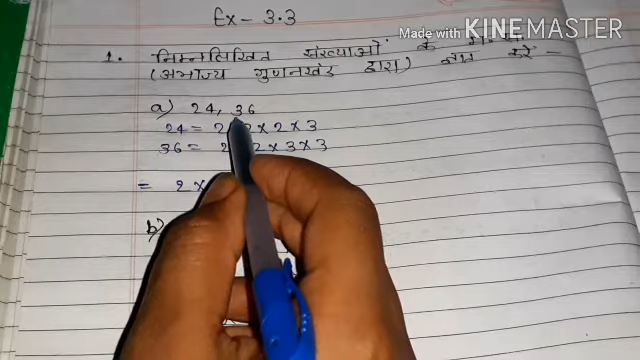 Ex - 3.3
Made with KINEMASTER
1. निम्नलिखित संख्याओं के
(अभाज्य गुणनखंड द्वारा) करें -
a) 24, 36
24 = 2 2 × 2 × 3
36 = 2 2 × 3 × 3
= 2 ×
b)